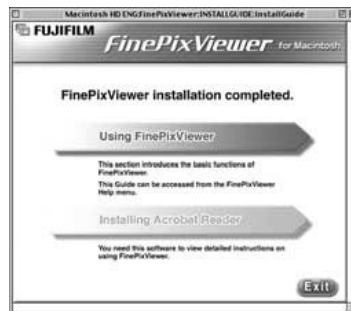 Macintosh HD ENG:FinePixViewer:INSTALLGUIDE:InstallGuide
FUJIFILM
FinePixViewer for Macintosh
FinePixViewer installation completed.
Using FinePixViewer
This section introduces the basic functions of
FinePixViewer.
This Guide can be accessed from the FinePixViewer
Help menu.
Installing Acrobat Reader
You need this software to view detailed instructions on
using FinePixViewer.
Exit